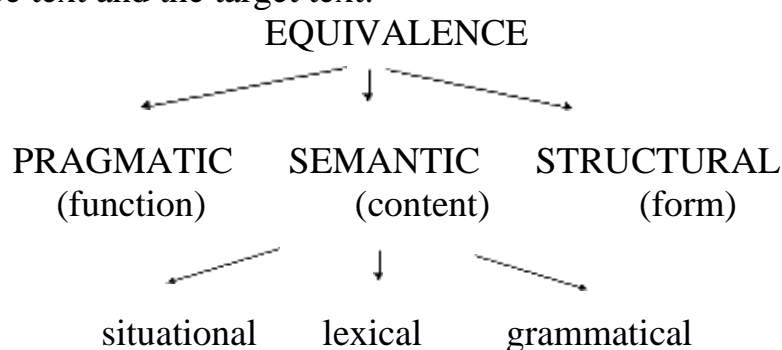 text and the target text.
EQUIVALENCE
PRAGMATIC SEMANTIC STRUCTURAL
(function) (content) (form)
situational lexical grammatical